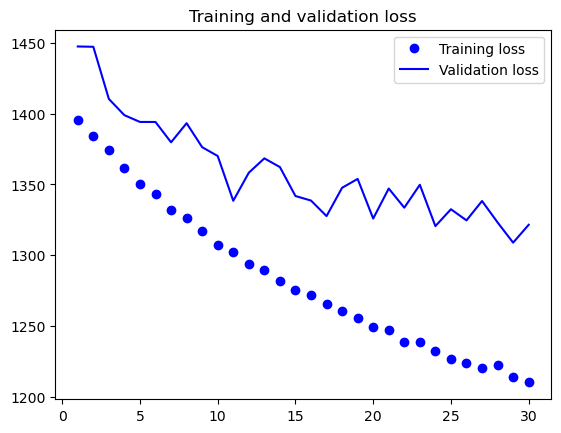 Training and validation loss
1450
Training loss
Validation loss
1400
1350
1300
1250
1200
0 5 10 15 20 25 30